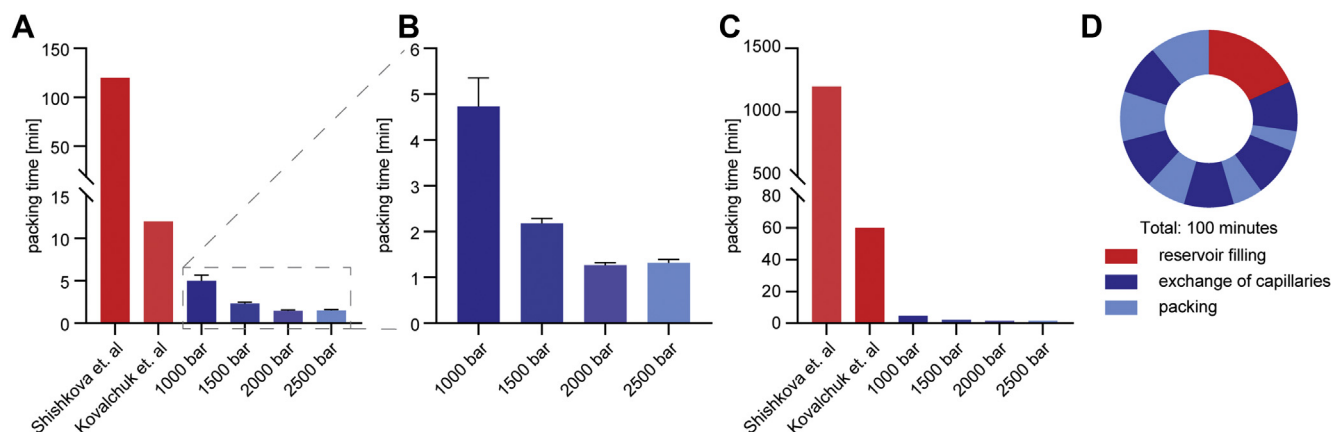 A
packing time [min]
150
100
50
15
10
5
0
Shishkova et. al
Kovalchuk et. al
1000 bar
1500 bar
2000 bar
2500 bar
B
packing time [min]
6
5
4
3
2
1
0
1000 bar
1500 bar
2000 bar
2500 bar
C
packing time [min]
1500
1000
500
80
60
40
20
0
Shishkova et. al
Kovalchuk et. al
1000 bar
1500 bar
2000 bar
2500 bar
D
Total: 100 minutes
reservoir filling
exchange of capillaries
packing